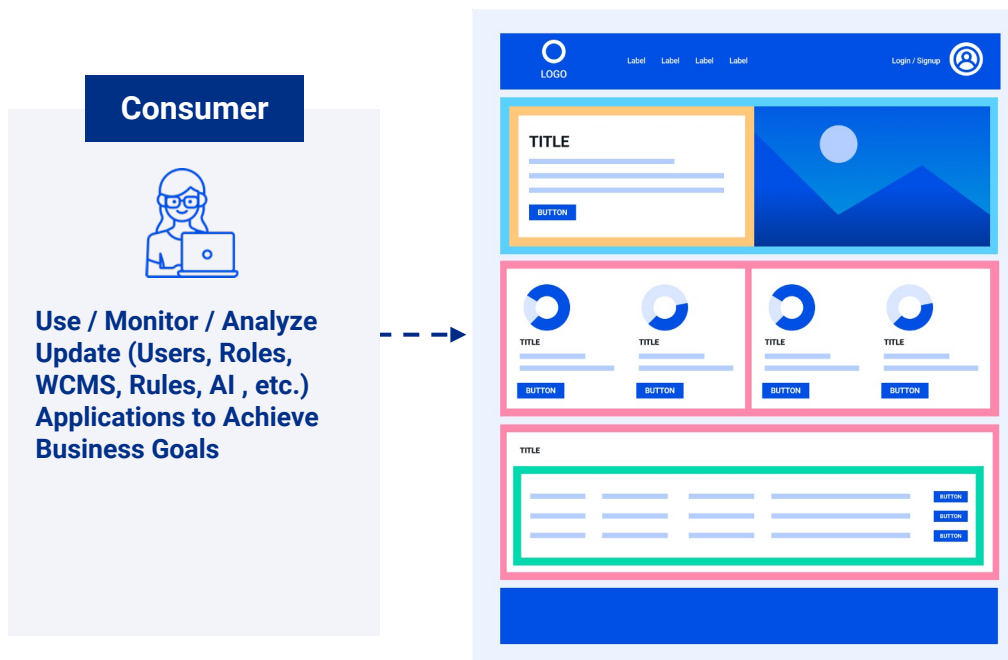 Consumer
Use / Monitor / Analyze
Update (Users, Roles,
WCMS, Rules, AI , etc.)
Applications to Achieve
Business Goals
LOGO
Label Label Label Label
Login / Signup
TITLE
BUTTON
TITLE TITLE TITLE TITLE
BUTTON BUTTON BUTTON BUTTON
TITLE
BUTTON
BUTTON
BUTTON